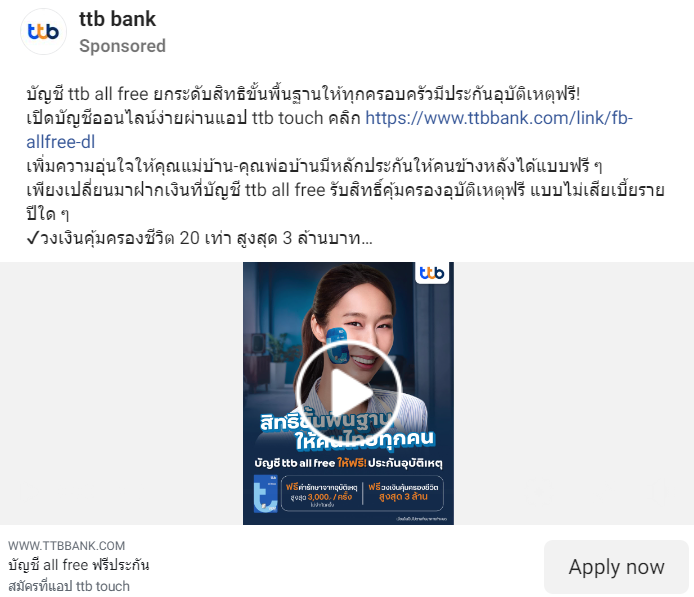 ttb bank
Sponsored
บัญชี ttb all free ยกระดับสิทธิขั้นพื้นฐานให้ทุกครอบครัวมีประกันอุบัติเหตุฟรี!
เปิดบัญชีออนไลน์ง่ายผ่านแอป ttb touch คลิก https://www.ttbbank.com/link/fb-
allfree-dl
เพิ่มความอุ่นใจให้คุณแม่บ้าน-คุณพ่อบ้านมีหลักประกันให้คนข้างหลังได้แบบฟรี ๆ
เพียงเปลี่ยนมาฝากเงินที่บัญชี ttb all free รับสิทธิ์คุ้มครองอุบัติเหตุฟรี แบบไม่เสียเบี้ยราย
ปีใด ๆ
✓วงเงินคุ้มครองชีวิต 20 เท่า สูงสุด 3 ล้านบาท...
ttb
สิทธิขั้นพื้นฐาน
ให้คนไทยทุกคน
บัญชี ttb all free ให้ฟรี! ประกันอุบัติเหตุ
ฟรีค่ารักษาจากอุบัติเหตุ
สูงสุด 3,000.-/ครั้ง
ไม่จำกัดครั้ง
ฟรีวงเงินคุ้มครองชีวิต
สูงสุด 3 ล้าน
WWW.TTBBANK.COM
บัญชี all free ฟรีประกัน
สมัครที่แอป ttb touch
Apply now